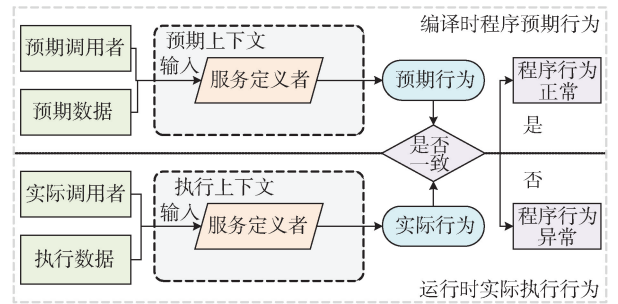 编译时程序预期行为
预期调用者
预期数据
预期上下文
输入
服务定义者
预期行为
程序行为
正常
是
是否
一致
否
实际调用者
执行数据
执行上下文
输入
服务定义者
实际行为
程序行为
异常
运行时实际执行行为